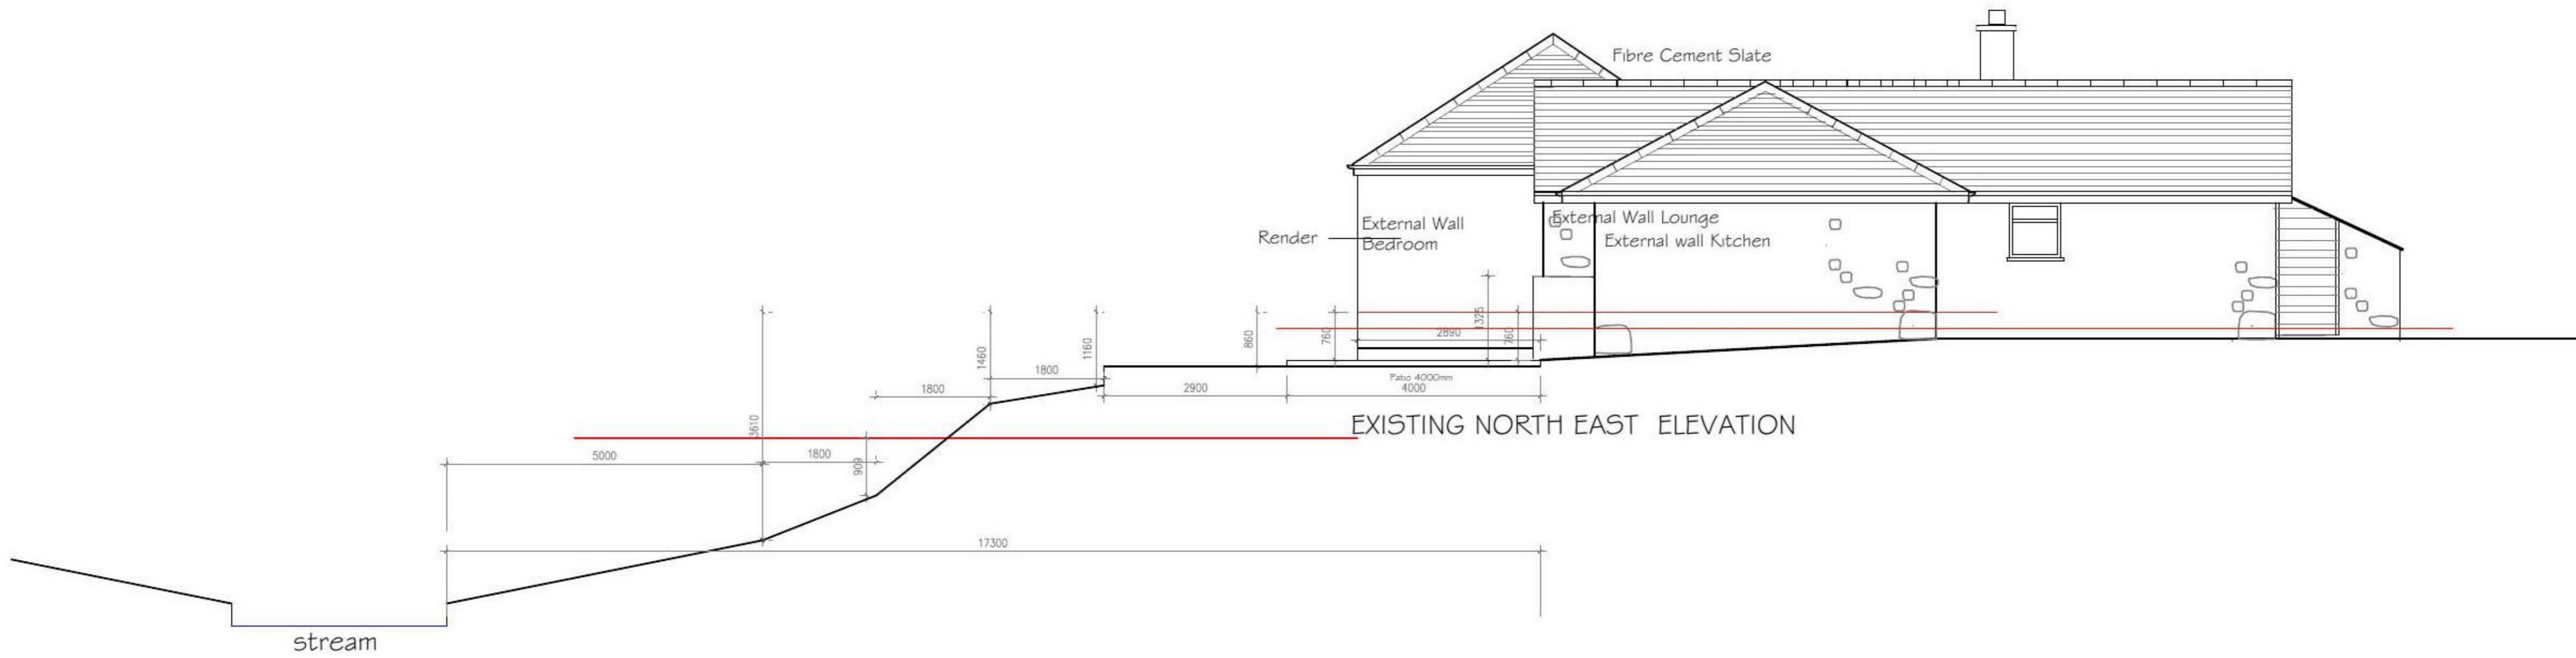 Fibre Cement Slate
External Wall
Bedroom
Render
External Wall Lounge
External wall Kitchen
1325
2890
760
760
860
1160
1460
1800
1800
2900
Patio 4000mm
4000
EXISTING NORTH EAST ELEVATION
3610
5000
1800
909
17300
stream